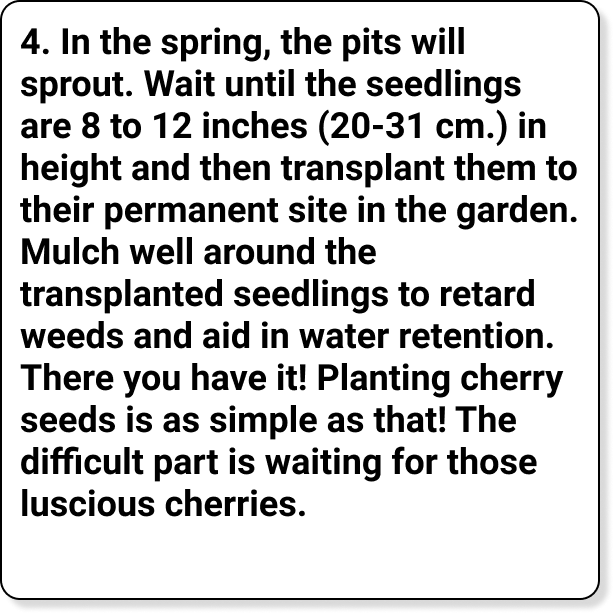 4. In the spring, the pits will
sprout. Wait until the seedlings
are 8 to 12 inches (20-31 cm.) in
height and then transplant them to
their permanent site in the garden.
Mulch well around the
transplanted seedlings to retard
weeds and aid in water retention.
There you have it! Planting cherry
seeds is as simple as that! The
difficult part is waiting for those
luscious cherries.